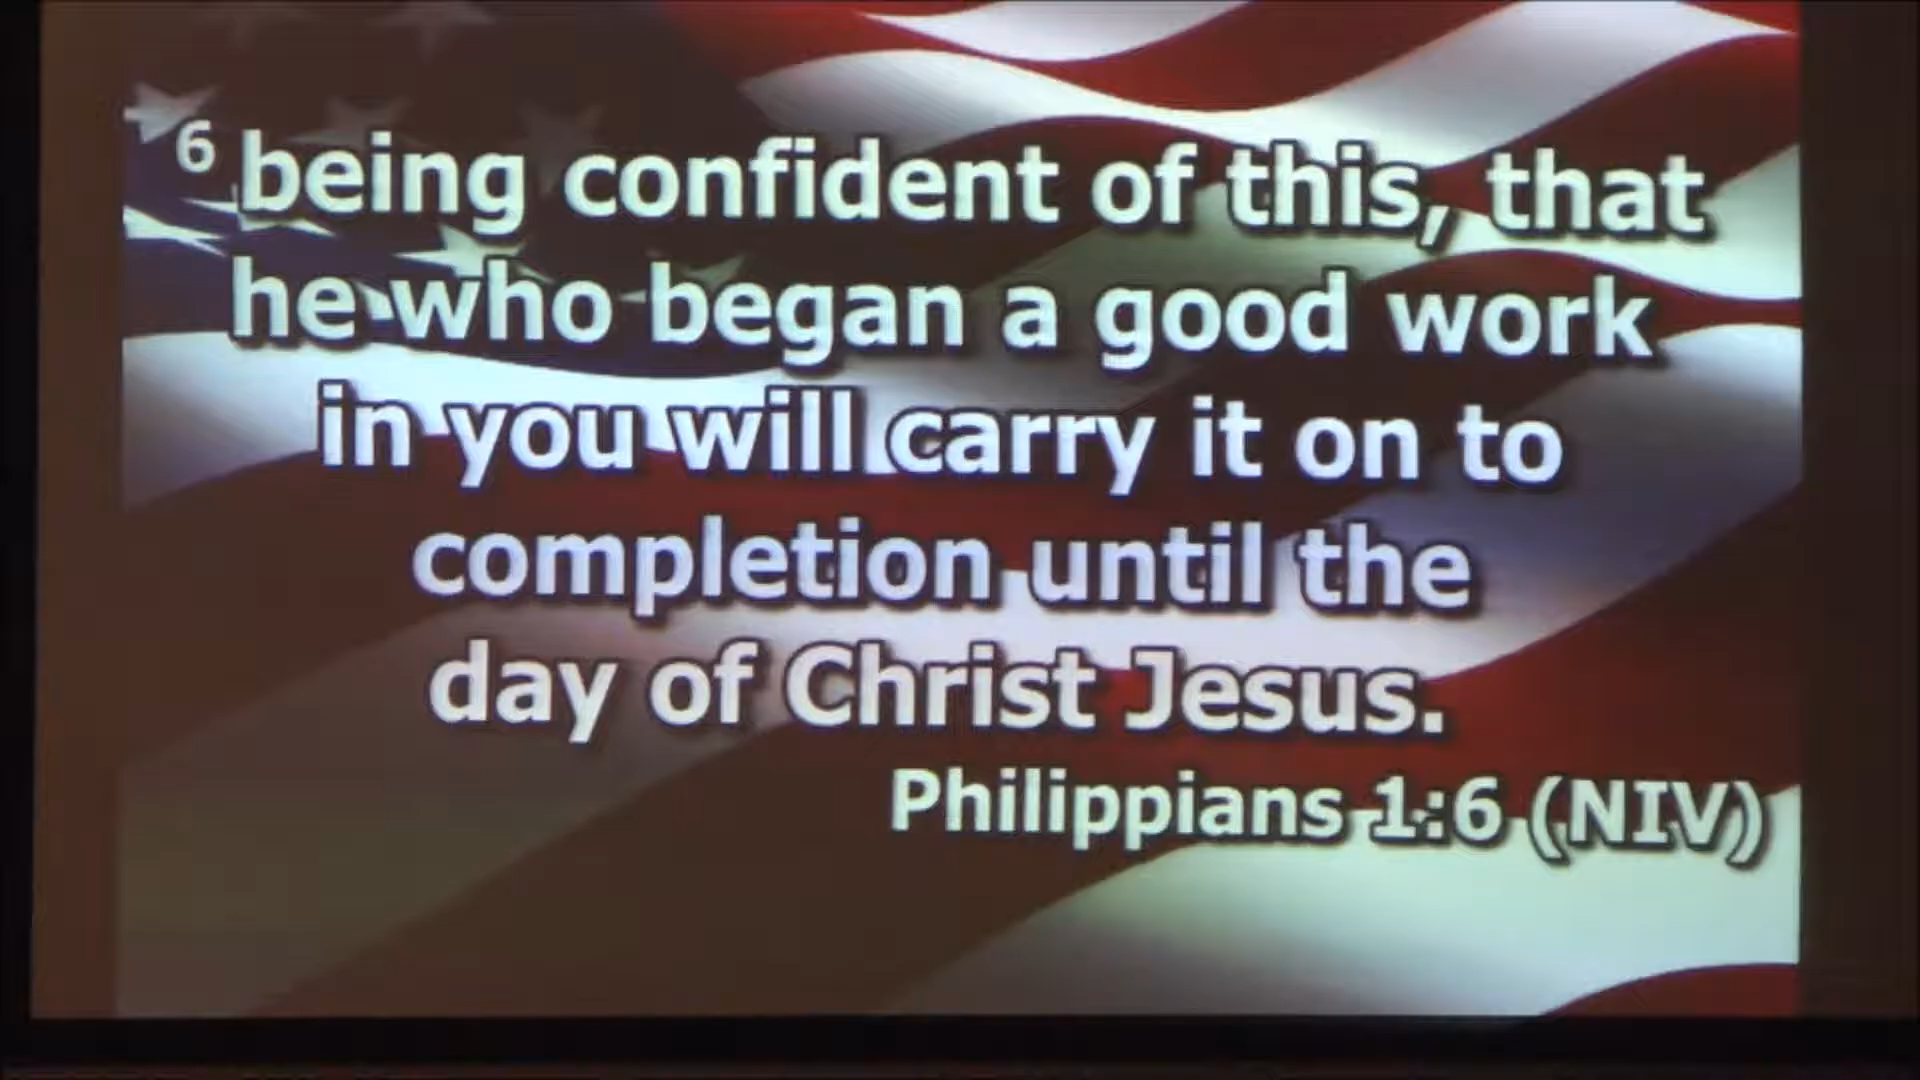 6 being confident of this, that
he who began a good work
in you will carry it on to
completion until the
day of Christ Jesus.
Philippians 1:6 (NIV)